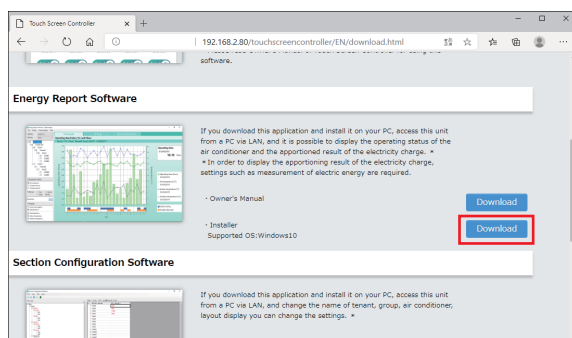 Touch Screen Controller
192.168.2.80/touchscreencontroller/EN/download.html
software.
Energy Report Software
If you download this application and install it on your PC, access this unit
from a PC via LAN, and it is possible to display the operating status of the
air conditioner and the apportioned result of the electricity charge. *
*In order to display the apportioning result of the electricity charge,
settings such as measurement of electric energy are required.
・Owner's Manual
Download
・Installer
Supported OS:Windows10
Download
Section Configuration Software
If you download this application and install it on your PC, access this unit
from a PC via LAN, and change the name of tenant, group, air conditioner,
layout display you can change the settings. *